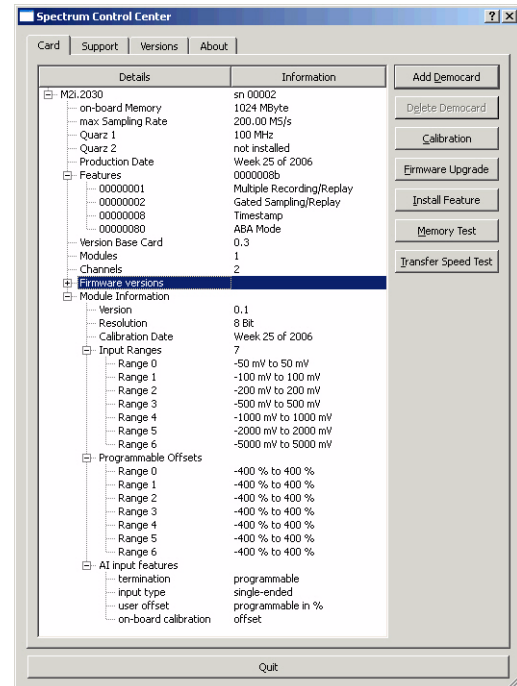 Spectrum Control Center
Card Support Versions About
Details Information
M2i.2030 sn 00002
on-board Memory 1024 MByte
max Sampling Rate 200.00 MS/s
Quarz 1 100 MHz
Quarz 2 not installed
Production Date Week 25 of 2006
Features 0000008b
00000001 Multiple Recording/Replay
00000002 Gated Sampling/Replay
00000008 Timestamp
00000080 ABA Mode
Version Base Card 0.3
Modules 1
Channels 2
Firmware versions
Module Information
Version 0.1
Resolution 8 Bit
Calibration Date Week 25 of 2006
Input Ranges 7
Range 0 -50 mV to 50 mV
Range 1 -100 mV to 100 mV
Range 2 -200 mV to 200 mV
Range 3 -500 mV to 500 mV
Range 4 -1000 mV to 1000 mV
Range 5 -2000 mV to 2000 mV
Range 6 -5000 mV to 5000 mV
Programmable Offsets
Range 0 -400 % to 400 %
Range 1 -400 % to 400 %
Range 2 -400 % to 400 %
Range 3 -400 % to 400 %
Range 4 -400 % to 400 %
Range 5 -400 % to 400 %
Range 6 -400 % to 400 %
AI input features
termination programmable
input type single-ended
user offset programmable in %
on-board calibration offset
Add Democard
Delete Democard
Calibration
Firmware Upgrade
Install Feature
Memory Test
Transfer Speed Test
Quit